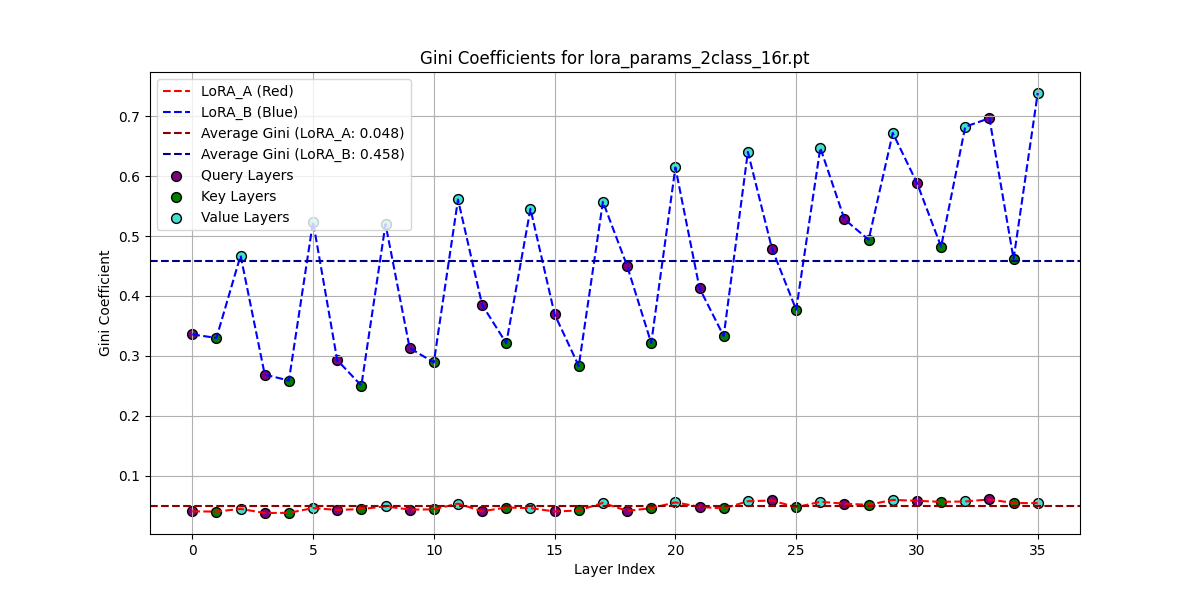 Gini Coefficients for lora_params_2class_16r.pt
LoRA_A (Red)
LoRA_B (Blue)
Average Gini (LoRA_A: 0.048)
Average Gini (LoRA_B: 0.458)
Query Layers
Key Layers
Value Layers
Gini Coefficient
0.7
0.6
0.5
0.4
0.3
0.2
0.1
0 5 10 15 20 25 30 35
Layer Index